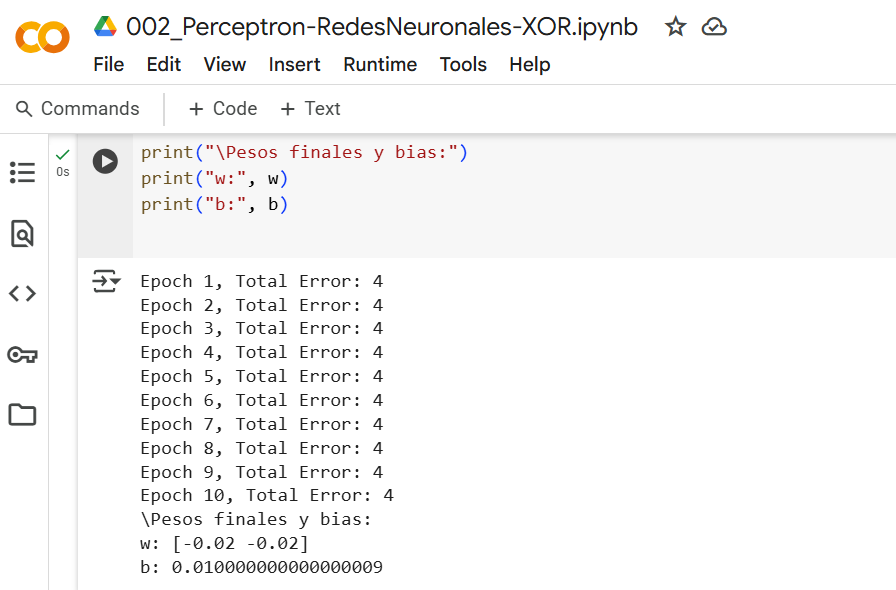 002_Perceptron-RedesNeuronales-XOR.ipynb
File Edit View Insert Runtime Tools Help
Commands + Code + Text
0s
print("\Pesos finales y bias:")
print("w:", w)
print("b:", b)
Epoch 1, Total Error: 4
Epoch 2, Total Error: 4
Epoch 3, Total Error: 4
Epoch 4, Total Error: 4
Epoch 5, Total Error: 4
Epoch 6, Total Error: 4
Epoch 7, Total Error: 4
Epoch 8, Total Error: 4
Epoch 9, Total Error: 4
Epoch 10, Total Error: 4
\Pesos finales y bias:
w: [-0.02 -0.02]
b: 0.010000000000000009